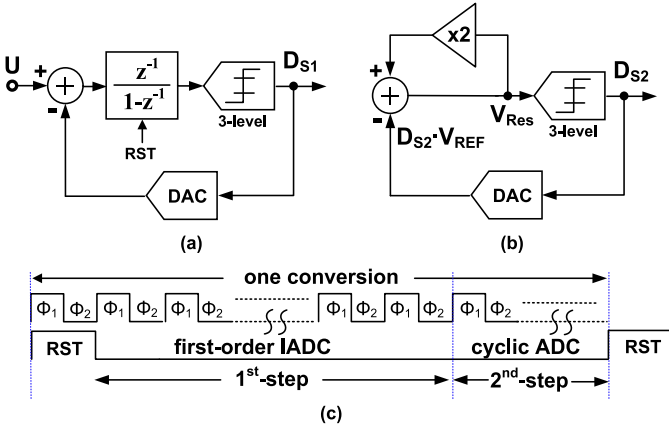 U
+
-
z⁻¹
1-z⁻¹
RST
3-level
D_S1
DAC
(a)
x2
+
-
D_S2·V_REF
V_Res
3-level
D_S2
DAC
(b)
one conversion
Φ₁ Φ₂ Φ₁ Φ₂ Φ₁ Φ₂ Φ₁ Φ₂ Φ₁ Φ₂ Φ₁ Φ₂
RST first-order IADC cyclic ADC RST
1ˢᵗ-step 2ⁿᵈ-step
(c)